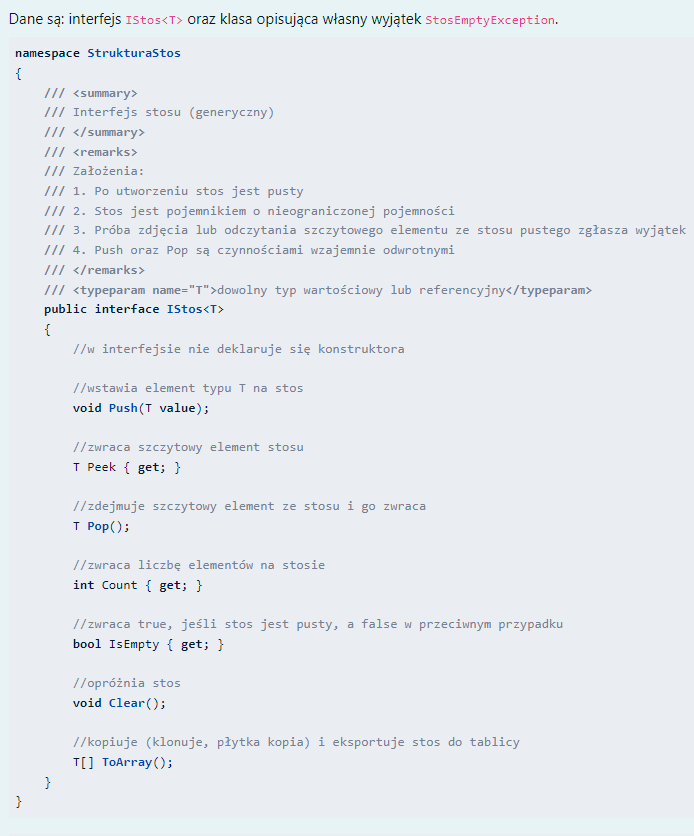 Dane są: interfejs IStos<T> oraz klasa opisująca własny wyjątek StosEmptyException.
namespace StrukturaStos
{
    /// <summary>
    /// Interfejs stosu (generyczny)
    /// </summary>
    /// <remarks>
    /// Założenia:
    /// 1. Po utworzeniu stos jest pusty
    /// 2. Stos jest pojemnikiem o nieograniczonej pojemności
    /// 3. Próba zdjęcia lub odczytania szczytowego elementu ze stosu pustego zgłasza wyjątek
    /// 4. Push oraz Pop są czynnościami wzajemnie odwrotnymi
    /// </remarks>
    /// <typeparam name="T">dowolny typ wartościowy lub referencyjny</typeparam>
    public interface IStos<T>
    {
        //w interfejsie nie deklaruje się konstruktora

        //wstawia element typu T na stos
        void Push(T value);

        //zwraca szczytowy element stosu
        T Peek { get; }

        //zdejmuje szczytowy element ze stosu i go zwraca
        T Pop();

        //zwraca liczbę elementów na stosie
        int Count { get; }

        //zwraca true, jeśli stos jest pusty, a false w przeciwnym przypadku
        bool IsEmpty { get; }

        //opróżnia stos
        void Clear();

        //kopiuje (klonuje, płytka kopia) i eksportuje stos do tablicy
        T[] ToArray();
    }
}